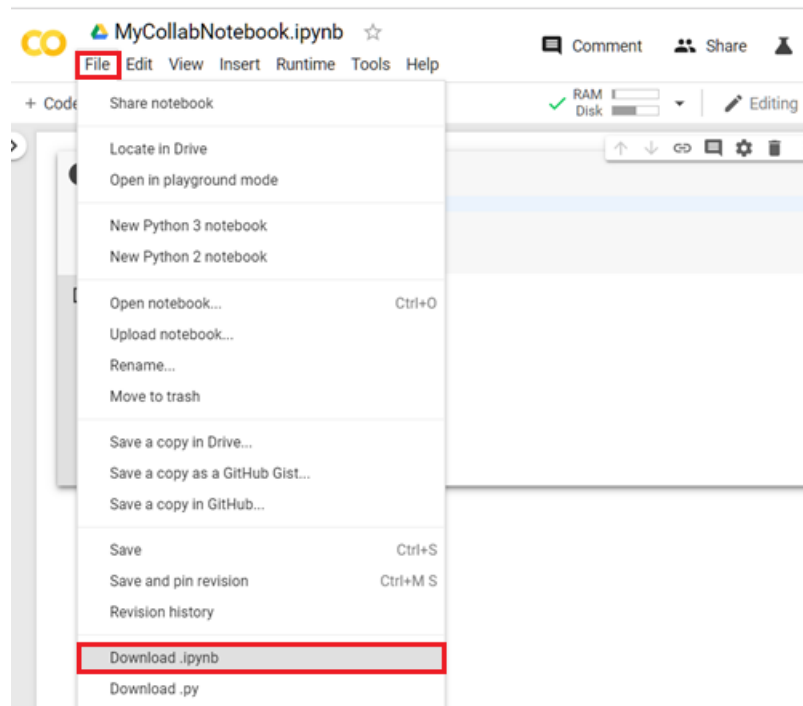 CO MyCollabNotebook.ipynb
File Edit View Insert Runtime Tools Help
Comment Share
+ Code
RAM
Disk
Editing
Share notebook
Locate in Drive
Open in playground mode
New Python 3 notebook
New Python 2 notebook
Open notebook... Ctrl+O
Upload notebook...
Rename...
Move to trash
Save a copy in Drive...
Save a copy as a GitHub Gist...
Save a copy in GitHub...
Save Ctrl+S
Save and pin revision Ctrl+M S
Revision history
Download .ipynb
Download .py